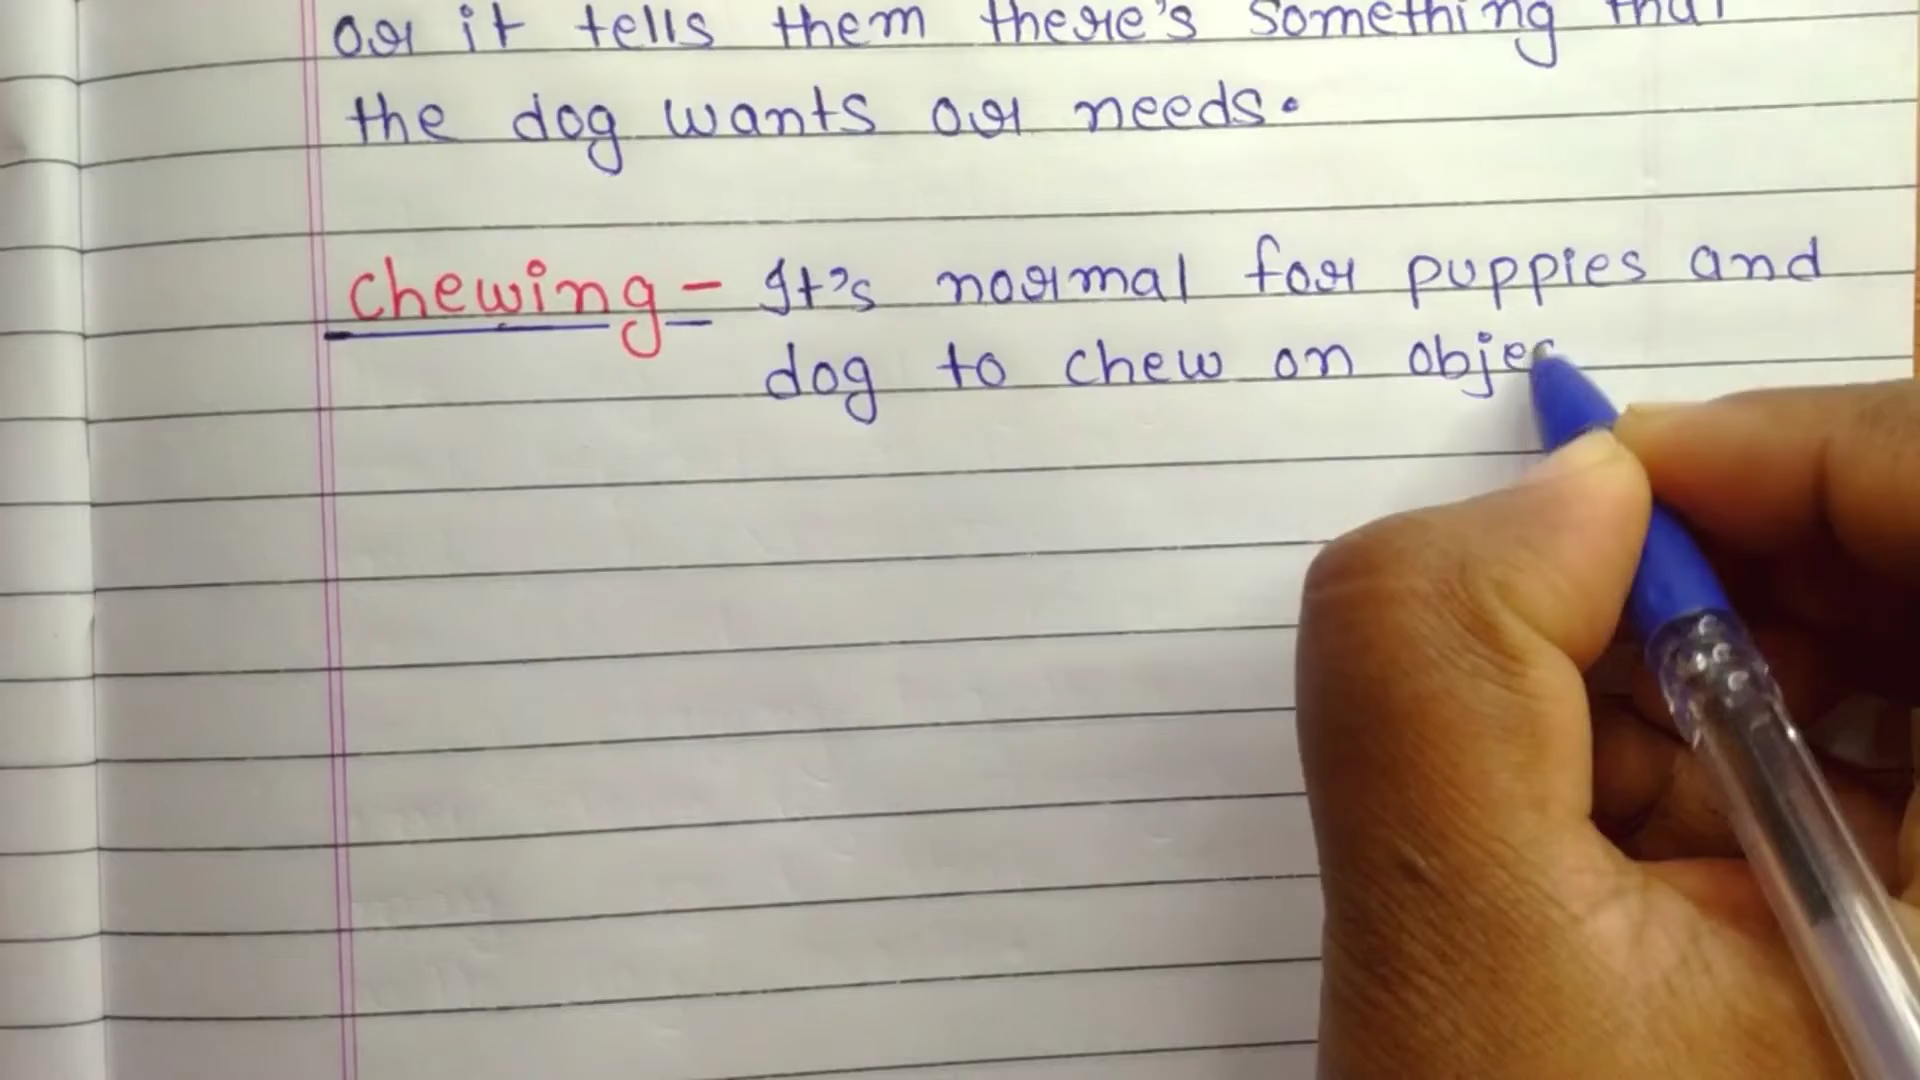 or it tells them there's something that
the dog wants or needs.
chewing - It's normal for puppies and
dog to chew on objec